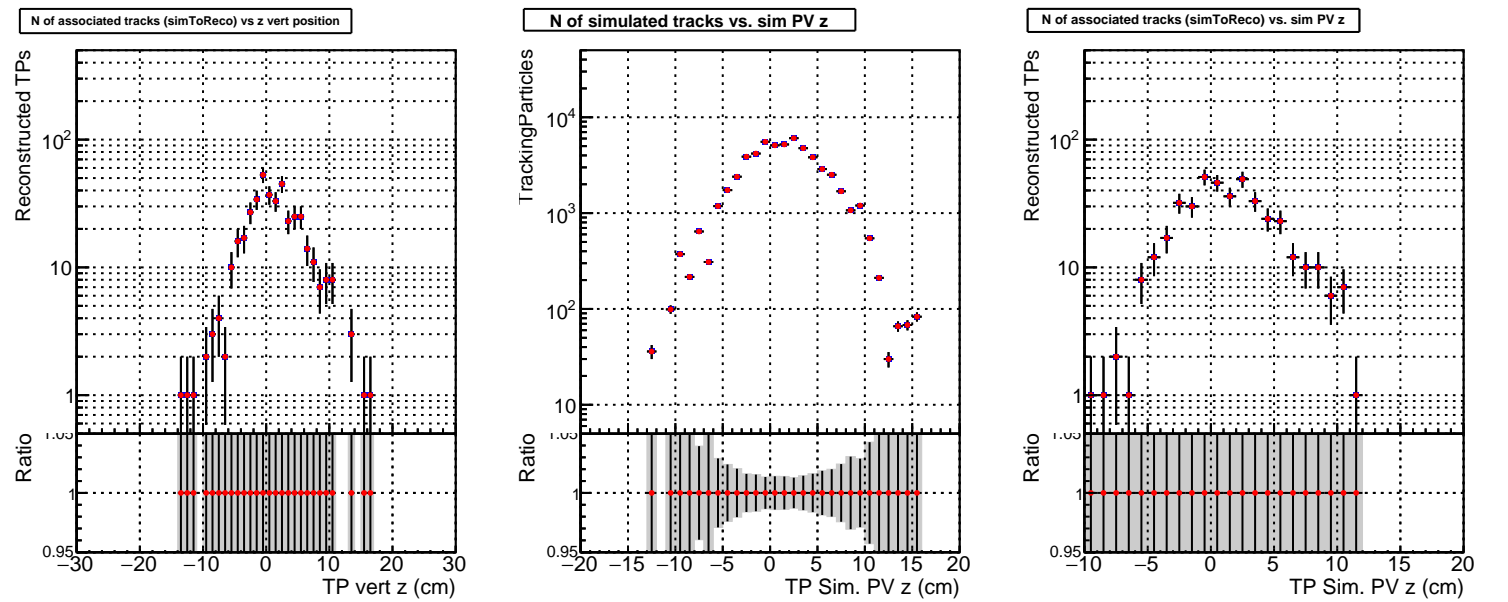 N of associated tracks (simToReco) vs z vert position
Reconstructed TPs
10²
10
1
1.05
Ratio
1
0.95
−30 −20 −10 0 10 20 30
TP vert z (cm)
N of simulated tracks vs. sim PV z
TrackingParticles
10⁴
10³
10²
10
Ratio
1
0.95
−20 −15 −10 −5 0 5 10 15 20
TP Sim. PV z (cm)
N of associated tracks (simToReco) vs. sim PV z
Reconstructed TPs
10²
10
1
1.05
Ratio
1
0.95
−10 −5 0 5 10 15 20
TP Sim. PV z (cm)